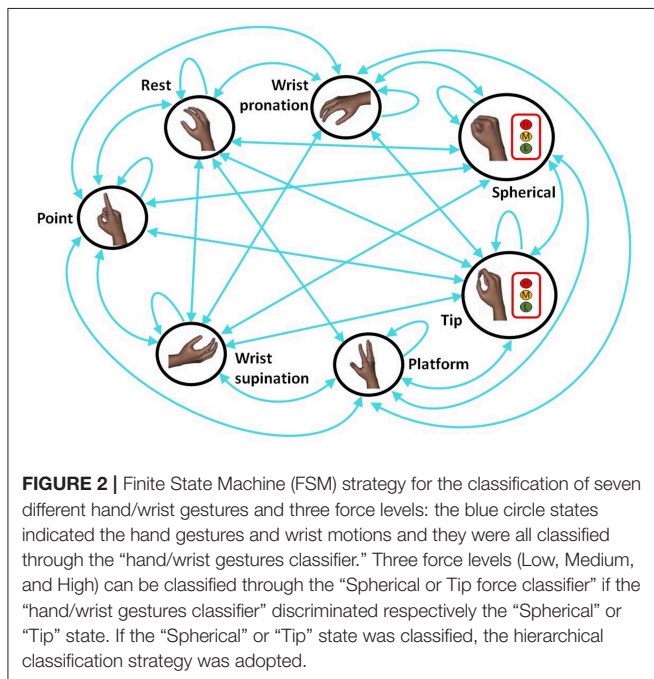 Rest
Wrist
pronation
H
M
L
Spherical
Point
H
M
L
Tip
Wrist
supination
Platform
FIGURE 2 | Finite State Machine (FSM) strategy for the classification of seven
different hand/wrist gestures and three force levels: the blue circle states
indicated the hand gestures and wrist motions and they were all classified
through the “hand/wrist gestures classifier.” Three force levels (Low, Medium,
and High) can be classified through the “Spherical or Tip force classifier” if the
“hand/wrist gestures classifier” discriminated respectively the “Spherical” or
“Tip” state. If the “Spherical” or “Tip” state was classified, the hierarchical
classification strategy was adopted.